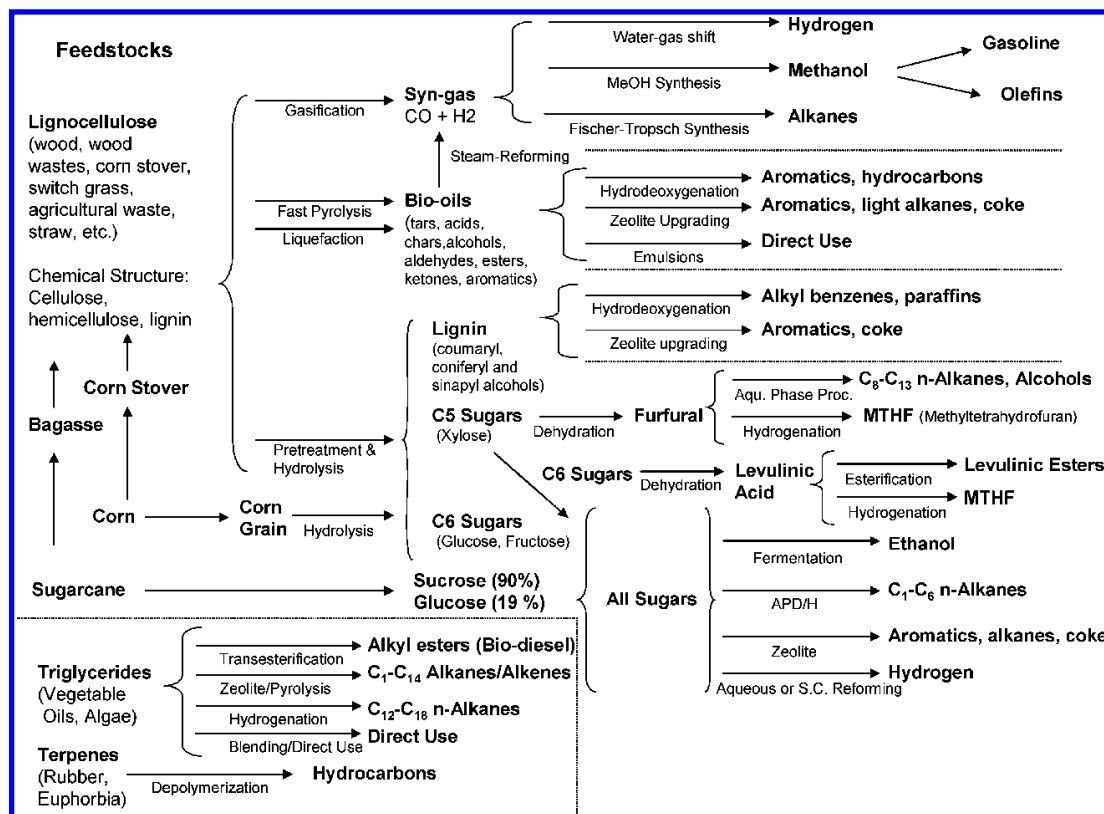 Feedstocks
Lignocellulose
(wood, wood
wastes, corn stover,
switch grass,
agricultural waste,
straw, etc.)
Chemical Structure:
Cellulose,
hemicellulose, lignin
Corn Stover
Bagasse
Corn
Corn
Grain
Sugarcane
Gasification
Fast Pyrolysis
Liquefaction
Pretreatment &
Hydrolysis
Hydrolysis
Syn-gas
CO + H2
Steam-Reforming
Bio-oils
(tars, acids,
chars,alcohols,
aldehydes, esters,
ketones, aromatics)
Water-gas shift
Hydrogen
MeOH Synthesis
Methanol
Gasoline
Olefins
Fischer-Tropsch Synthesis
Alkanes
Hydrodeoxygenation
Aromatics, hydrocarbons
Zeolite Upgrading
Aromatics, light alkanes, coke
Emulsions
Direct Use
Lignin
(coumaryl,
coniferyl and
sinapyl alcohols)
Hydrodeoxygenation
Alkyl benzenes, paraffins
Zeolite upgrading
Aromatics, coke
C5 Sugars
(Xylose)
Dehydration
Furfural
Aqu. Phase Proc.
C8-C13 n-Alkanes, Alcohols
Hydrogenation
MTHF (Methyltetrahydrofuran)
C6 Sugars
Dehydration
Levulinic
Acid
Esterification
Levulinic Esters
Hydrogenation
MTHF
C6 Sugars
(Glucose, Fructose)
Sucrose (90%)
Glucose (19 %)
All Sugars
Fermentation
Ethanol
APD/H
C1-C6 n-Alkanes
Zeolite
Aromatics, alkanes, coke
Aqueous or S.C. Reforming
Hydrogen
Triglycerides
(Vegetable
Oils, Algae)
Transesterification
Alkyl esters (Bio-diesel)
Zeolite/Pyrolysis
C1-C14 Alkanes/Alkenes
Hydrogenation
C12-C18 n-Alkanes
Blending/Direct Use
Direct Use
Terpenes
(Rubber,
Euphorbia)
Depolymerization
Hydrocarbons